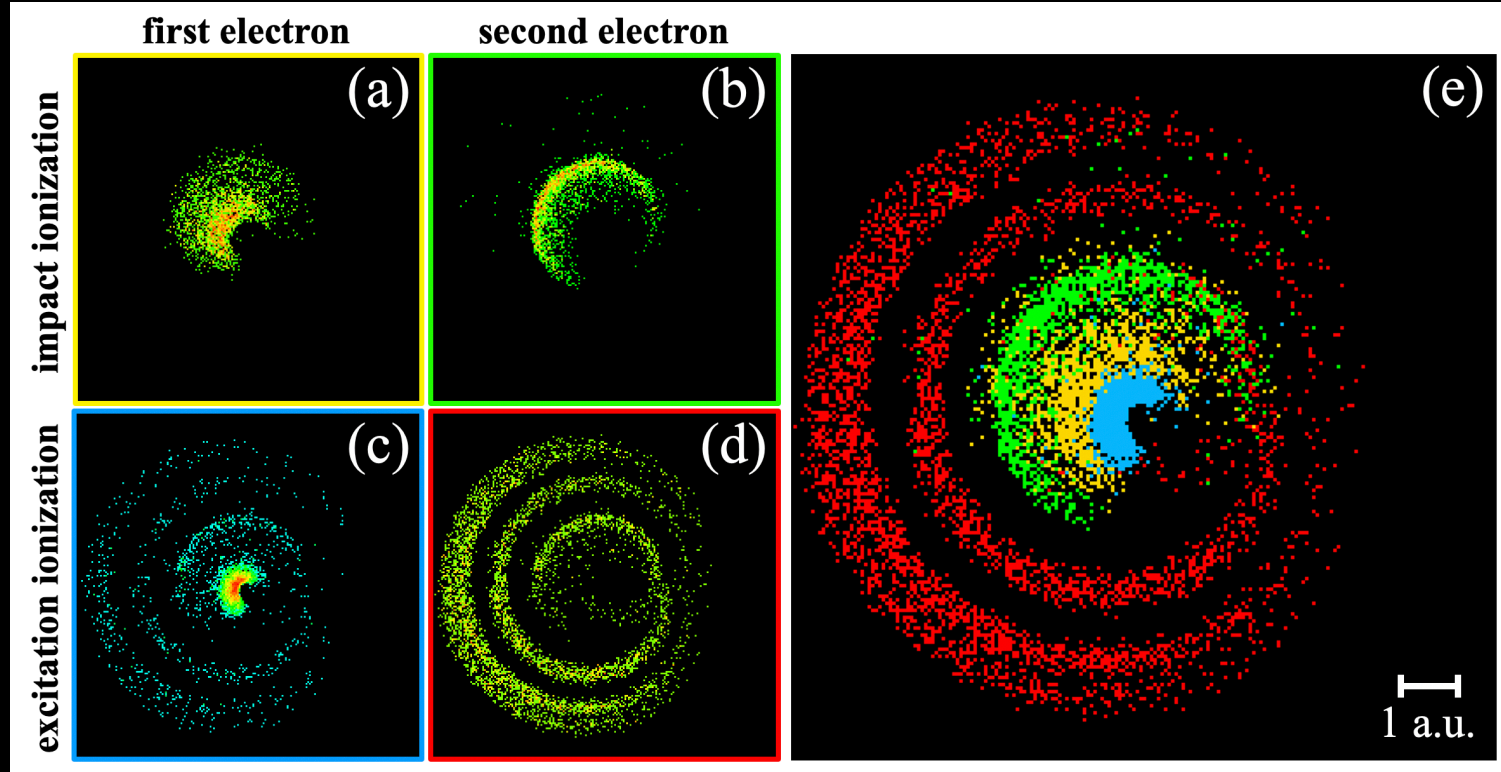 first electron
second electron
impact ionization
excitation ionization
(a)
(b)
(c)
(d)
(e)
1 a.u.